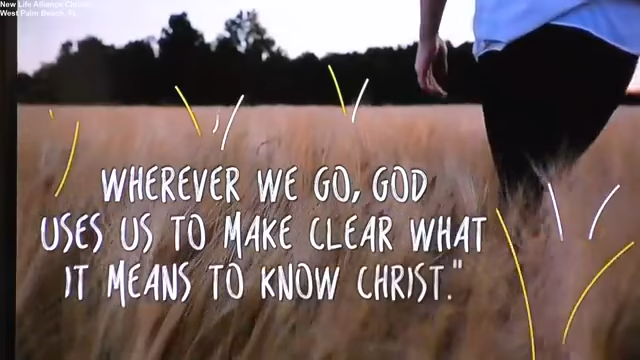 New Life Alliance Church
West Palm Beach, FL
WHEREVER WE GO, GOD
USES US TO MAKE CLEAR WHAT
IT MEANS TO KNOW CHRIST."